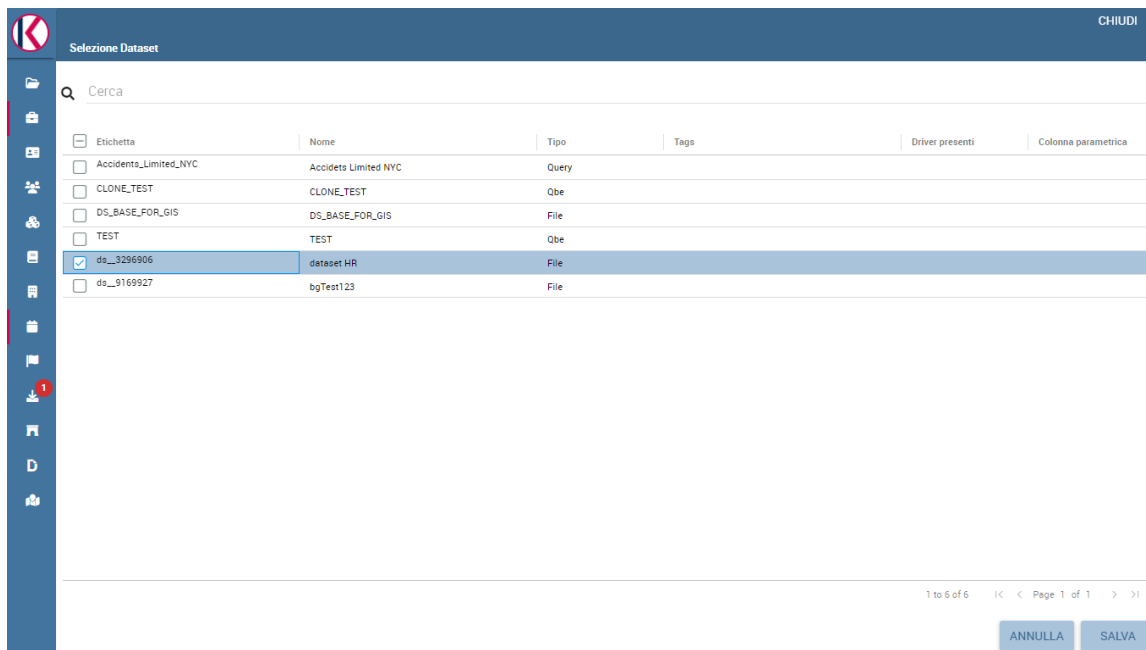 CHIUDI
Selezione Dataset
Cerca
Etichetta Nome Tipo Tags Driver presenti Colonna parametrica
Accidents_Limited_NYC Accidets Limited NYC Query
CLONE_TEST CLONE_TEST Qbe
DS_BASE_FOR_GIS DS_BASE_FOR_GIS File
TEST TEST Qbe
ds__3296906 dataset HR File
ds__9169927 bgTest123 File
1
D
1 to 6 of 6 Page 1 of 1
ANNULLA SALVA